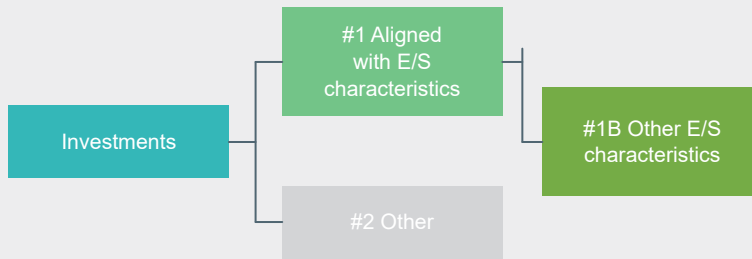 #1 Aligned
with E/S
characteristics
Investments
#1B Other E/S
characteristics
#2 Other